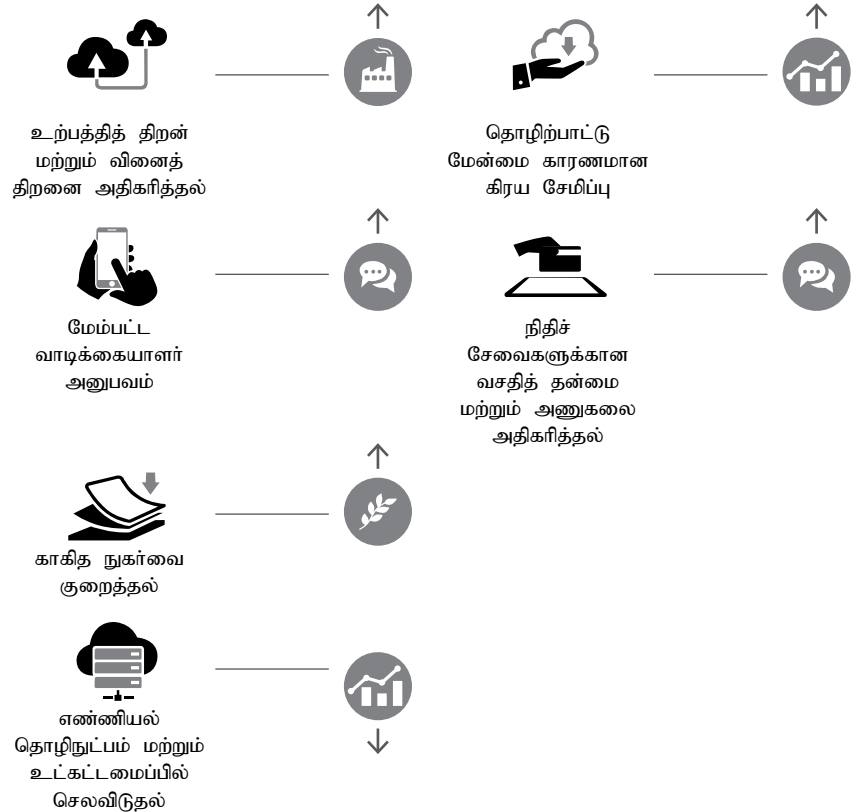 உற்பத்தித் திறன்
மற்றும் வினைத்
திறனை அதிகரித்தல்
தொழிற்பாட்டு
மேன்மை காரணமான
கிரய சேமிப்பு
மேம்பட்ட
வாடிக்கையாளர்
அனுபவம்
நிதிச்
சேவைகளுக்கான
வசதித் தன்மை
மற்றும் அணுகலை
அதிகரித்தல்
காகித நுகர்வை
குறைத்தல்
எண்ணியல்
தொழிநுட்பம் மற்றும்
உட்கட்டமைப்பில்
செலவிடுதல்